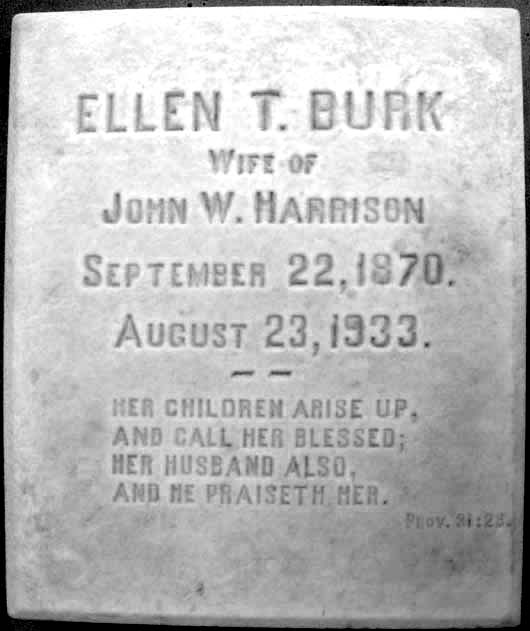 ELLEN T. BURK
WIFE OF
JOHN W. HARRISON
SEPTEMBER 22, 1870.
AUGUST 23, 1933.
— —
HER CHILDREN ARISE UP,
AND CALL HER BLESSED;
HER HUSBAND ALSO,
AND HE PRAISETH HER.
PROV. 31:28.